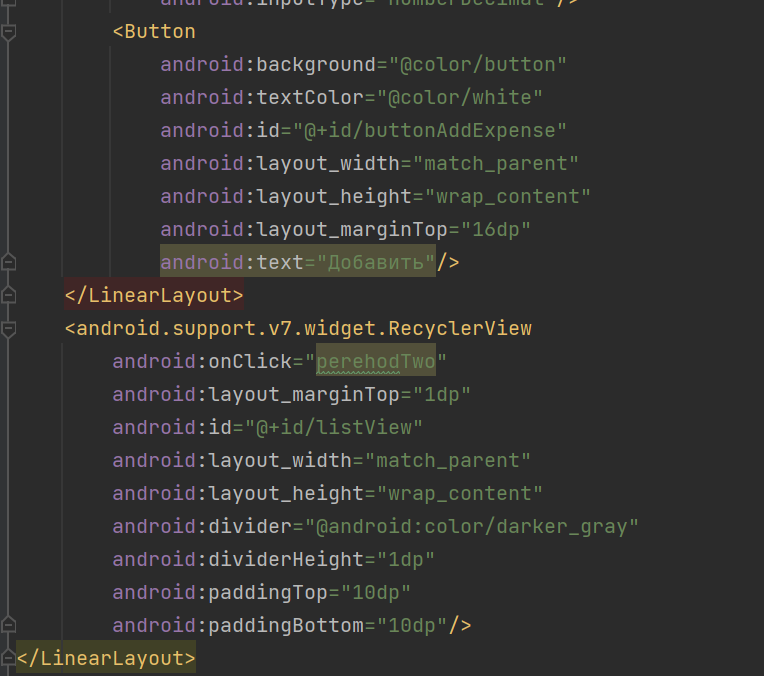 android:inputType="numberDecimal"/>
<Button
android:background="@color/button"
android:textColor="@color/white"
android:id="@+id/buttonAddExpense"
android:layout_width="match_parent"
android:layout_height="wrap_content"
android:layout_marginTop="16dp"
android:text="Добавить"/>
</LinearLayout>
<android.support.v7.widget.RecyclerView
android:onClick="perehodTwo"
android:layout_marginTop="1dp"
android:id="@+id/listView"
android:layout_width="match_parent"
android:layout_height="wrap_content"
android:divider="@android:color/darker_gray"
android:dividerHeight="1dp"
android:paddingTop="10dp"
android:paddingBottom="10dp"/>
</LinearLayout>